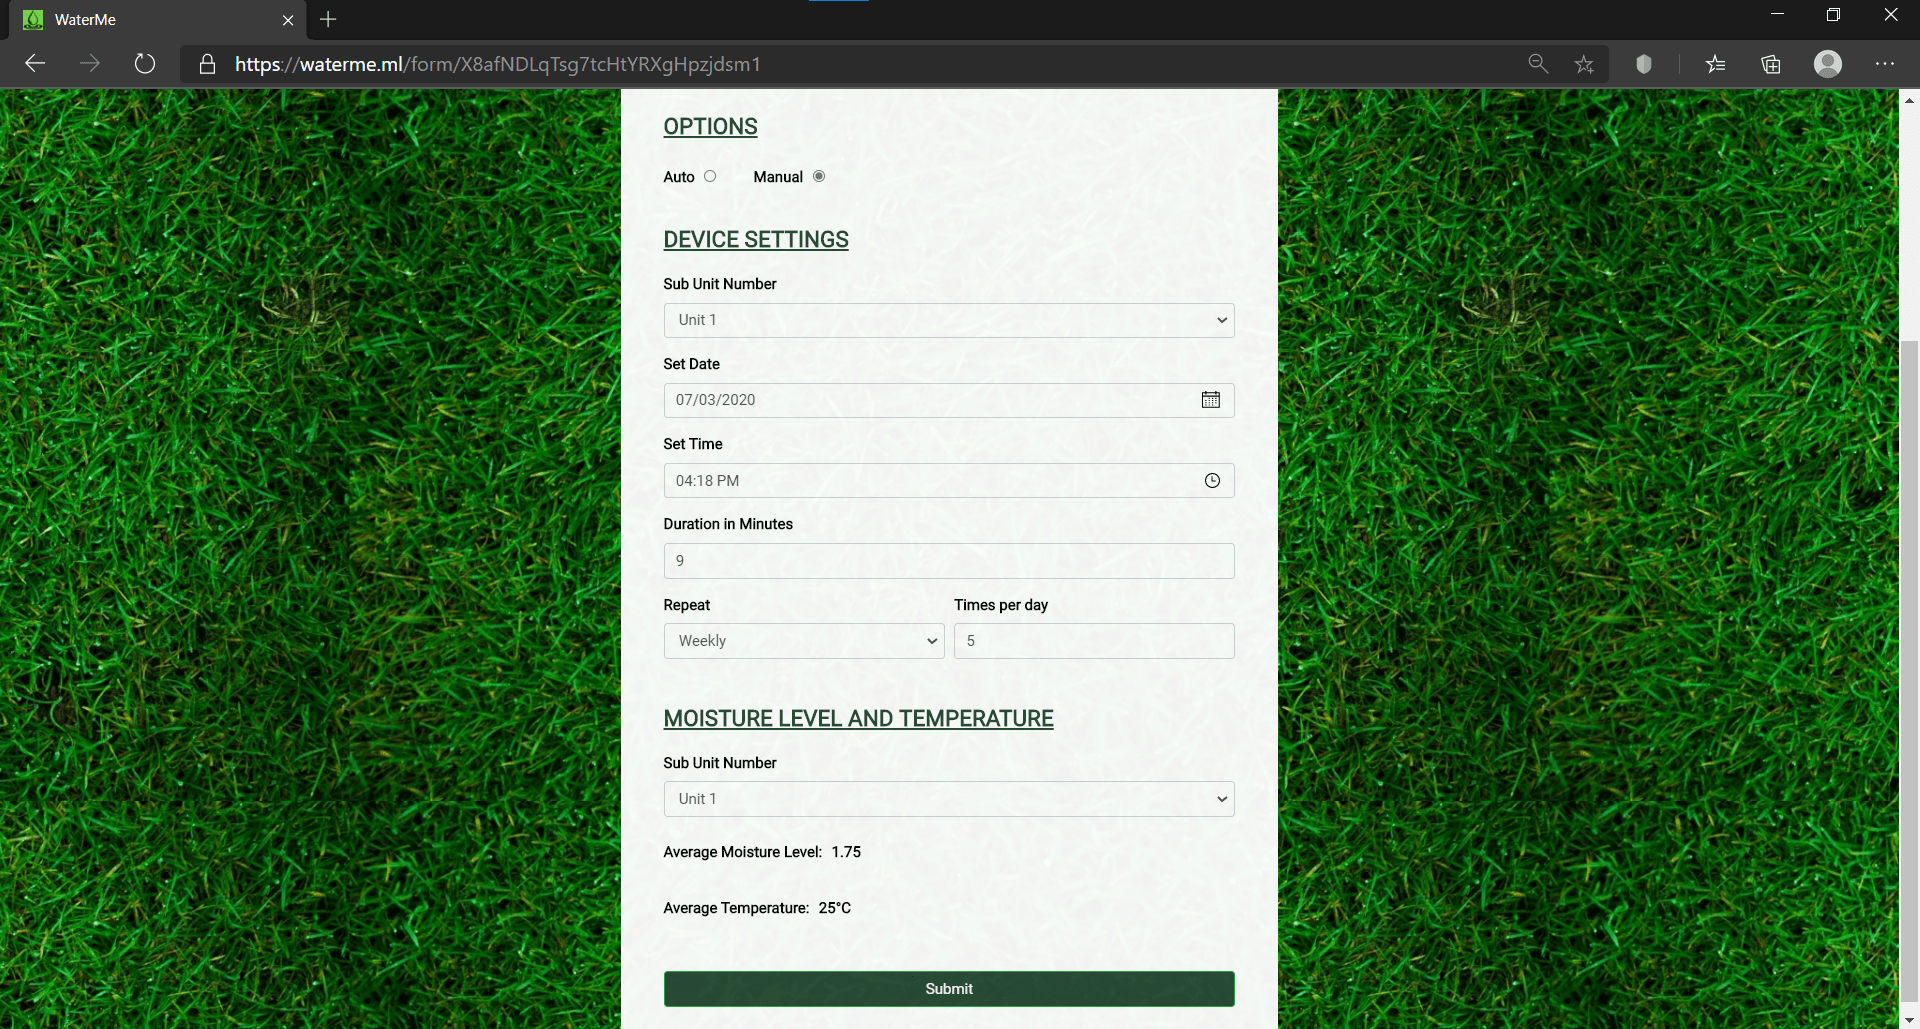 WaterMe
https://waterme.ml/form/X8afNDLqTsg7tcHtYRXgHpzjdsm1
OPTIONS
Auto Manual
DEVICE SETTINGS
Sub Unit Number
Unit 1
Set Date
07/03/2020
Set Time
04:18 PM
Duration in Minutes
9
Repeat Times per day
Weekly 5
MOISTURE LEVEL AND TEMPERATURE
Sub Unit Number
Unit 1
Average Moisture Level: 1.75
Average Temperature: 25°C
Submit